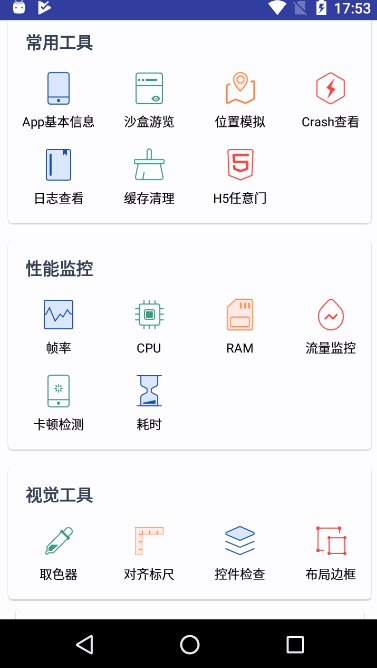 17:53
常用工具
App基本信息 沙盒游览 位置模拟 Crash查看
日志查看 缓存清理 H5任意门
性能监控
帧率 CPU RAM 流量监控
卡顿检测 耗时
视觉工具
取色器 对齐标尺 控件检查 布局边框